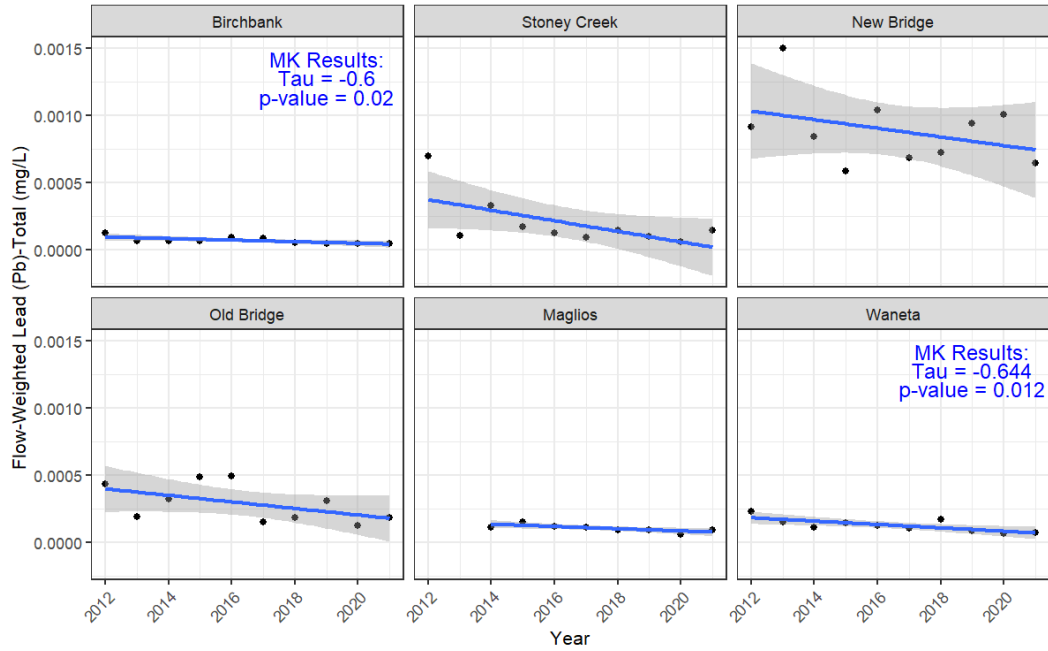 Birchbank
Stoney Creek
New Bridge
0.0015
0.0010
0.0005
0.0000
MK Results:
Tau = -0.6
p-value = 0.02
Flow-Weighted Lead (Pb)-Total (mg/L)
Old Bridge
Maglios
Waneta
0.0015
0.0010
0.0005
0.0000
MK Results:
Tau = -0.644
p-value = 0.012
2012
2014
2016
2018
2020
2012
2014
2016
2018
2020
2012
2014
2016
2018
2020
Year